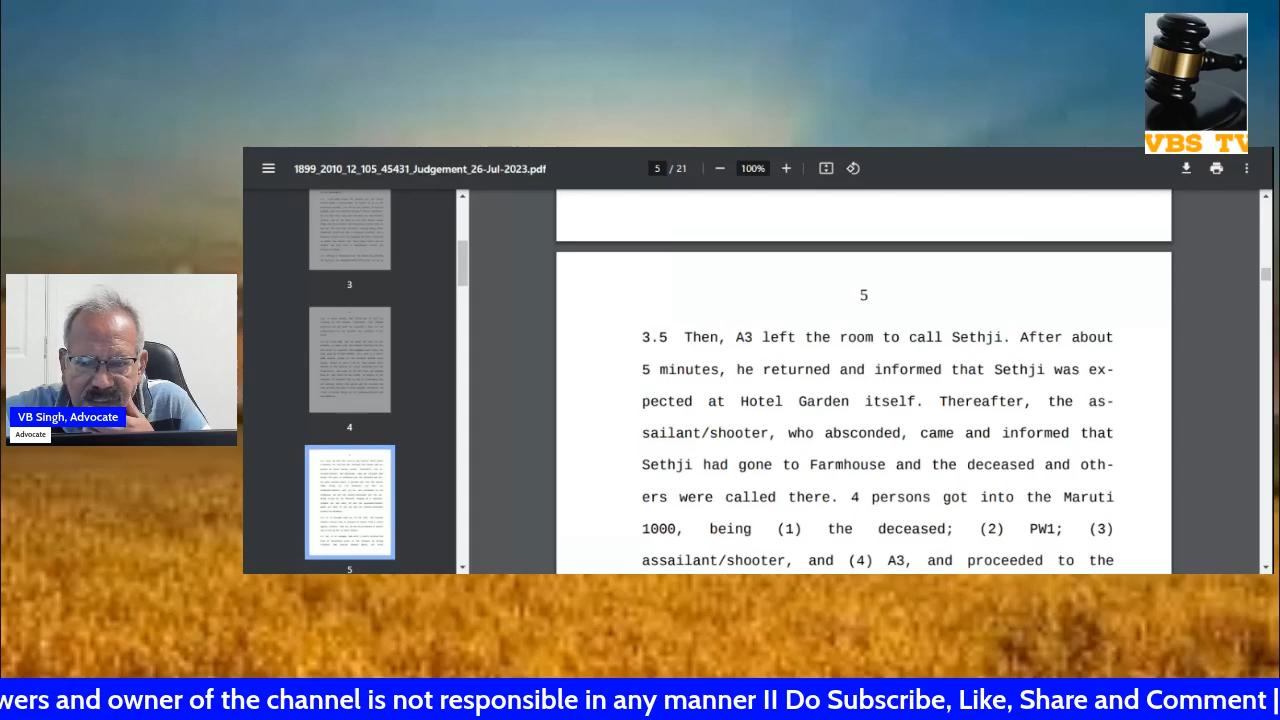 VBS TV
1899_2010_12_105_45431_Judgement_26-Jul-2023.pdf
5 / 21
100%
3
4
5
5
3.5 Then, A3 left the room to call Sethji. After about
5 minutes, he returned and informed that Sethji was ex-
pected at Hotel Garden itself. Thereafter, the as-
sailant/shooter, who absconded, came and informed that
Sethji had gone to Farmhouse and the deceased and oth-
ers were called there. 4 persons got into the Maruti
1000, being (1) the deceased; (2) PW1; (3)
assailant/shooter, and (4) A3, and proceeded to the
VB Singh, Advocate
Advocate
wers and owner of the channel is not responsible in any manner II Do Subscribe, Like, Share and Comment |